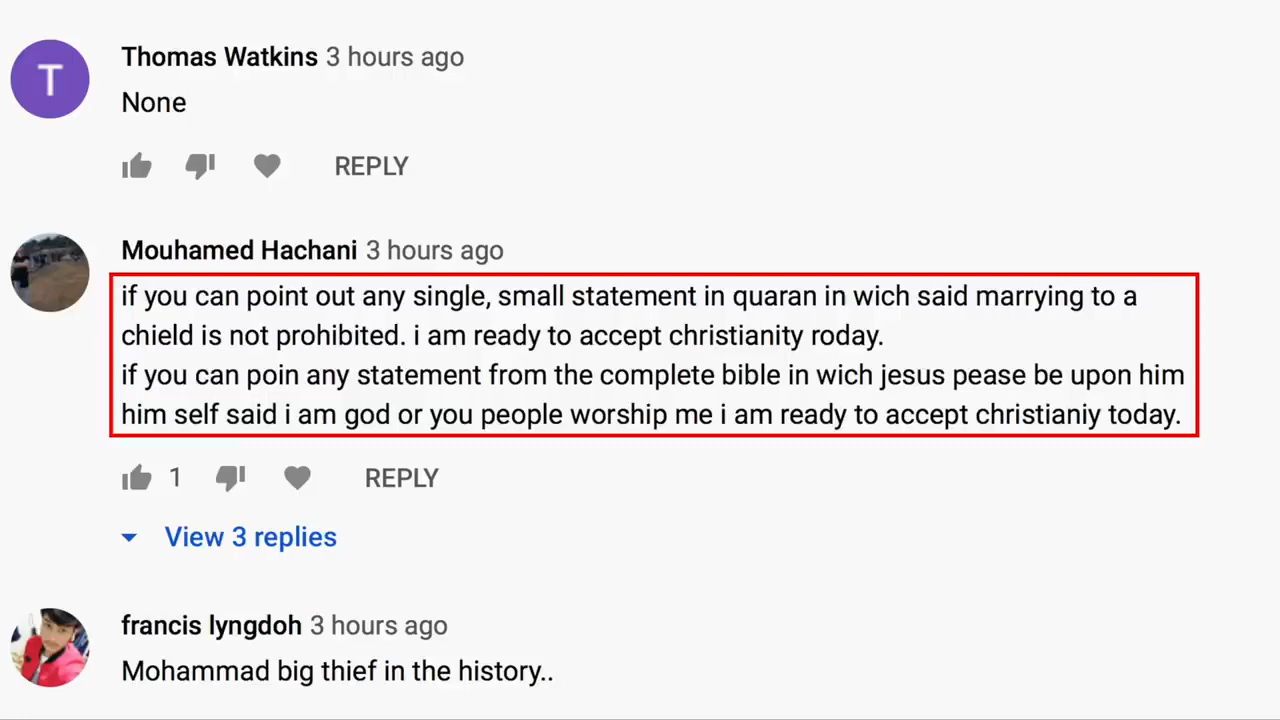 T
Thomas Watkins 3 hours ago
None
REPLY
Mouhamed Hachani 3 hours ago
if you can point out any single, small statement in quaran in wich said marrying to a
chield is not prohibited. i am ready to accept christianity roday.
if you can poin any statement from the complete bible in wich jesus pease be upon him
him self said i am god or you people worship me i am ready to accept christianiy today.
1 REPLY
View 3 replies
francis lyngdoh 3 hours ago
Mohammad big thief in the history..